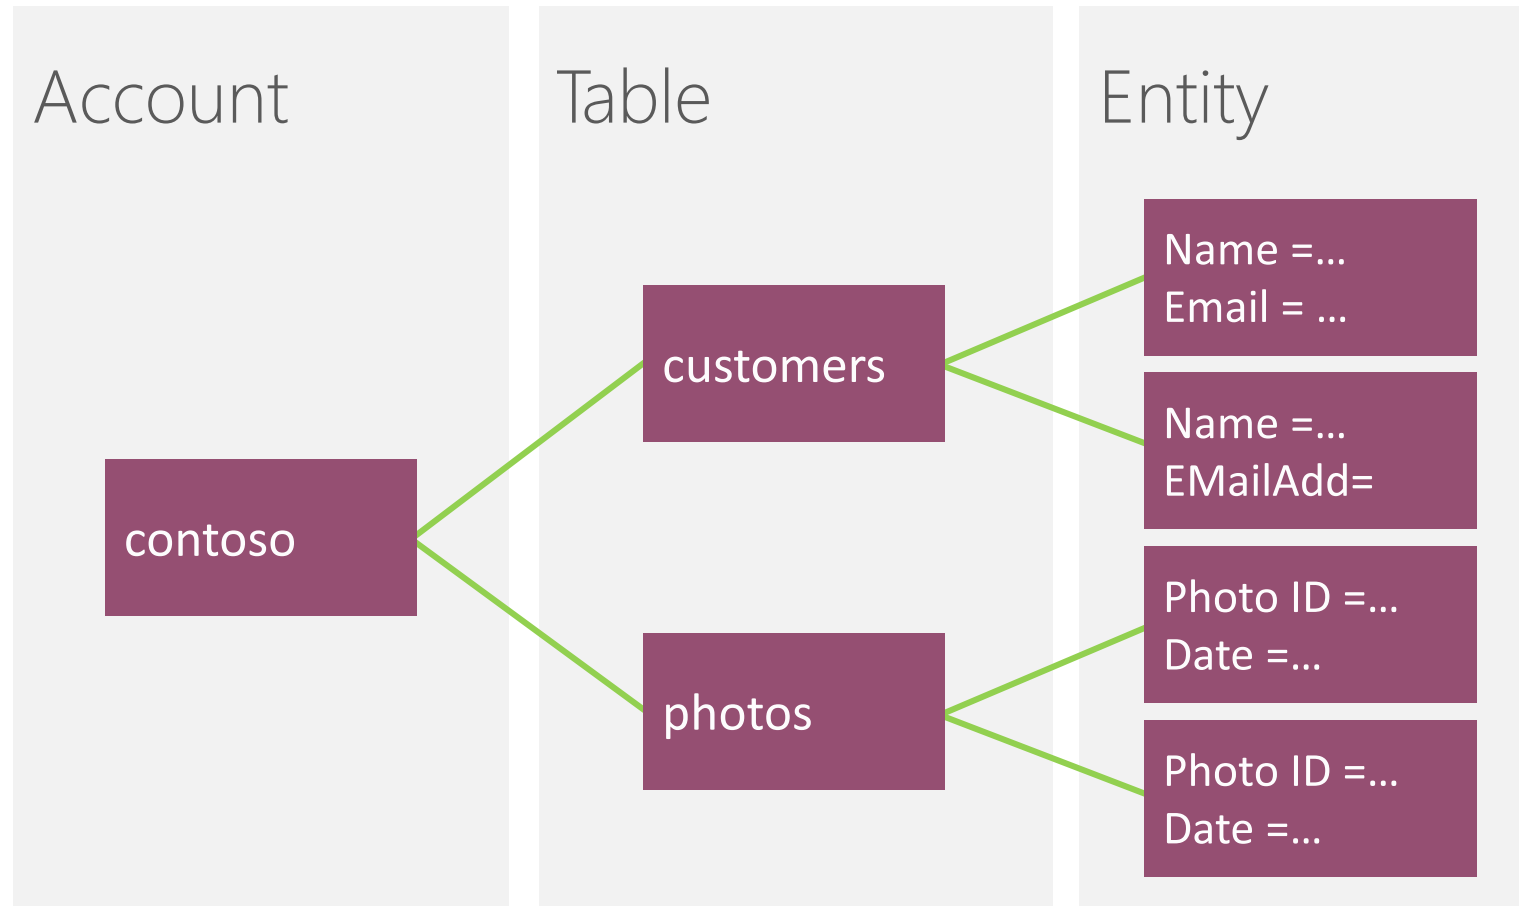 Account
Table
Entity
contoso
customers
photos
Name =...
Email = ...
Name =...
EMailAdd=
Photo ID =...
Date =...
Photo ID =...
Date =...